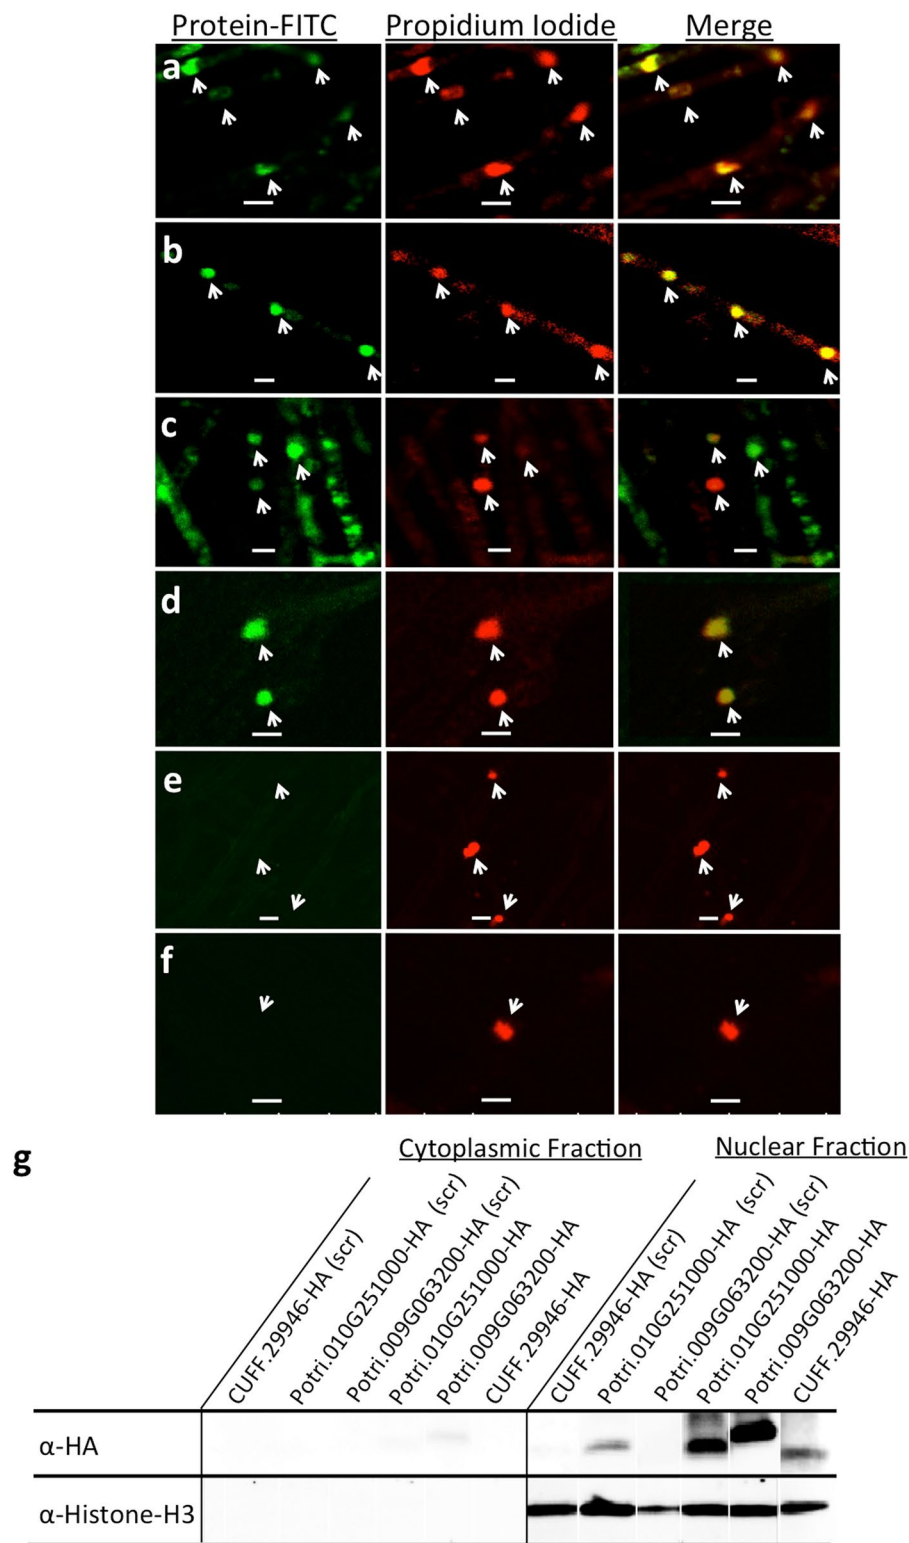 Protein-FITC Propidium Iodide Merge
a
b
c
d
e
f
g
Cytoplasmic Fraction Nuclear Fraction
CUFF.29946-HA (scr)
Potri.010G251000-HA (scr)
Potri.009G063200-HA (scr)
Potri.010G251000-HA
Potri.009G063200-HA
CUFF.29946-HA
CUFF.29946-HA (scr)
Potri.010G251000-HA (scr)
Potri.009G063200-HA (scr)
Potri.010G251000-HA
Potri.009G063200-HA
CUFF.29946-HA
α-HA
α-Histone-H3